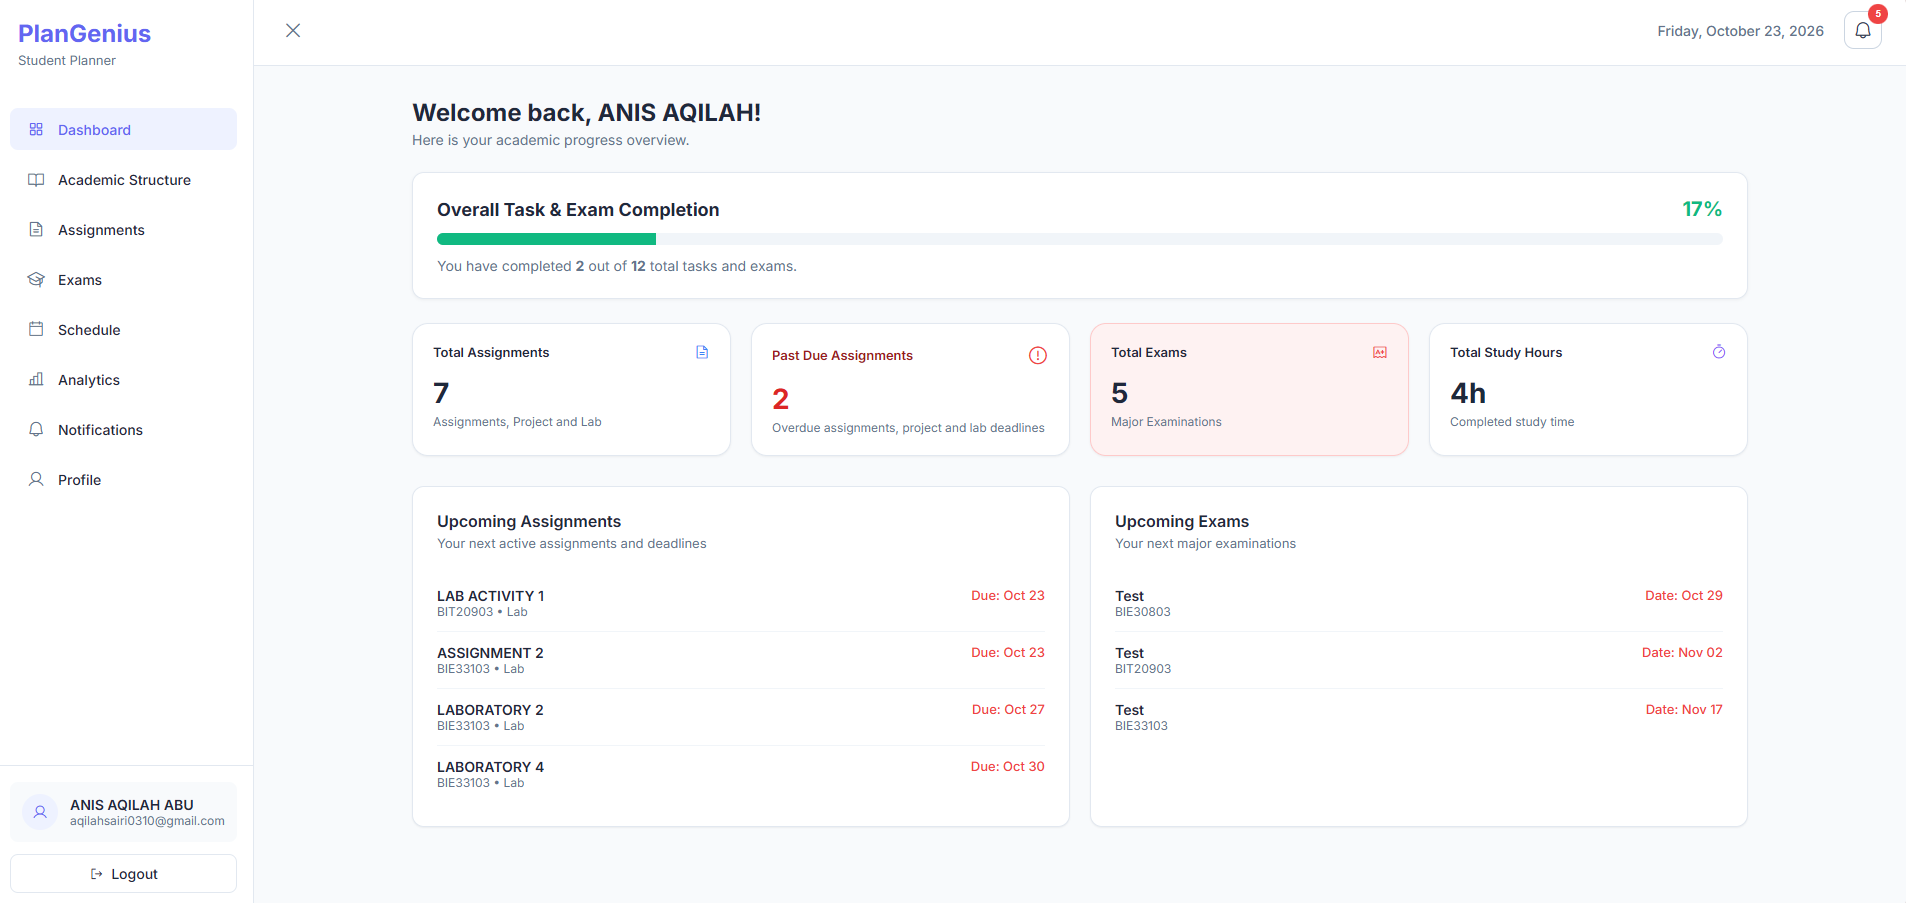 PlanGenius
Student Planner
Dashboard
Academic Structure
Assignments
Exams
Schedule
Analytics
Notifications
Profile
ANIS AQILAH ABU
aqilahsairi0310@gmail.com
Logout
Friday, October 23, 2026
5
Welcome back, ANIS AQILAH!
Here is your academic progress overview.
Overall Task & Exam Completion
17%
You have completed 2 out of 12 total tasks and exams.
Total Assignments
7
Assignments, Project and Lab
Past Due Assignments
2
Overdue assignments, project and lab deadlines
Total Exams
A+
5
Major Examinations
Total Study Hours
4h
Completed study time
Upcoming Assignments
Your next active assignments and deadlines
LAB ACTIVITY 1
Due: Oct 23
BIT20903 • Lab
ASSIGNMENT 2
Due: Oct 23
BIE33103 • Lab
LABORATORY 2
Due: Oct 27
BIE33103 • Lab
LABORATORY 4
Due: Oct 30
BIE33103 • Lab
Upcoming Exams
Your next major examinations
Test
Date: Oct 29
BIE30803
Test
Date: Nov 02
BIT20903
Test
Date: Nov 17
BIE33103